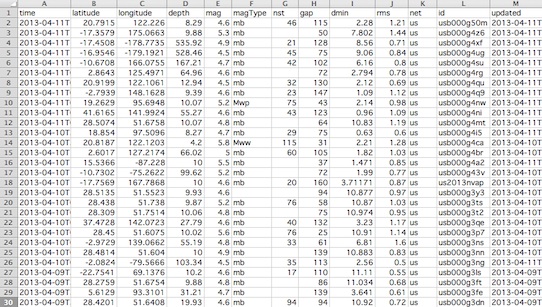 A B C D E F G H I J K L M
1 time latitude longitude depth mag magType nst gap dmin rms net id updated
2 2013-04-11T 20.7915 122.226 8.29 4.6 mb 46 115 2.28 1.21 us usb000g50m 2013-04-11T
3 2013-04-11T -17.3579 175.0663 9.88 5.3 mb 50 7.802 1.44 us usb000g4z6 2013-04-11T
4 2013-04-11T -17.4508 -178.7735 535.92 4.9 mb 21 128 8.56 0.71 us usb000g4xf 2013-04-11T
5 2013-04-11T -16.9546 -179.1921 528.46 4.5 mb 45 75 9.06 0.84 us usb000g4ug 2013-04-11T
6 2013-04-11T -10.6708 166.0755 167.21 4.7 mb 42 102 6.16 0.8 us usb000g4su 2013-04-11T
7 2013-04-11T 2.8643 125.4971 64.96 4.6 mb 72 2.794 0.78 us usb000g4rg 2013-04-11T
8 2013-04-11T 20.9199 122.1061 12.94 4.5 mb 32 130 2.12 0.69 us usb000g4qu 2013-04-11T
9 2013-04-11T -2.7939 148.1628 9.39 4.6 mb 23 147 1.09 1.12 us usb000g4q9 2013-04-11T
10 2013-04-11T 19.2629 95.6948 10.07 5.2 Mwp 75 43 2.14 0.98 us usb000g4nw 2013-04-11T
11 2013-04-11T 41.6165 141.9924 55.27 4.6 mb 43 123 0.96 1.09 us usb000g4ni 2013-04-11T
12 2013-04-11T 28.5074 51.6758 10.07 4.8 mb 64 10.83 1.19 us usb000g4mt 2013-04-11T
13 2013-04-10T 18.854 97.5096 8.27 4.7 mb 29 75 0.63 0.6 us usb000g4i5 2013-04-11T
14 2013-04-10T 20.8187 122.1203 4.2 5.8 Mww 115 31 2.21 1.28 us usb000g4ca 2013-04-11T
15 2013-04-10T 2.6017 127.2174 66.02 5 mb 60 105 1.82 1.03 us usb000g4br 2013-04-10T
16 2013-04-10T 15.5366 -87.228 10 5.5 mb 37 1.471 0.85 us usb000g4a2 2013-04-11T
17 2013-04-10T -10.7302 -75.2622 99.62 5.2 mb 72 1.99 0.77 us usb000g43v 2013-04-11T
18 2013-04-10T -17.7569 167.7868 10 4.6 mb 20 160 3.71171 0.87 us us2013nvap 2013-04-11T
19 2013-04-10T 28.5135 51.5523 9.93 4.6 94 10.877 0.97 us usb000g3y3 2013-04-10T
20 2013-04-10T 28.438 51.738 9.87 5.2 mb 76 58 10.87 1.03 us usb000g3ts 2013-04-10T
21 2013-04-10T 28.309 51.7514 10.06 4.8 mb 75 10.974 0.95 us usb000g3t2 2013-04-10T
22 2013-04-10T 37.4728 142.0723 27.79 4.9 mb 40 132 3.23 1.17 us usb000g3qe 2013-04-10T
23 2013-04-10T 28.45 51.6075 10.02 5.6 mb 76 25 10.91 1.14 us usb000g3p7 2013-04-10T
24 2013-04-10T -2.9729 139.0662 55.19 4.8 mb 33 61 6.81 1.6 us usb000g3ns 2013-04-10T
25 2013-04-10T 28.4814 51.604 10 4.9 mb 139 10.883 0.83 us usb000g3nn 2013-04-10T
26 2013-04-10T -2.0824 -79.5666 103.34 4.5 mb 35 113 2.56 0.5 us usb000g3ng 2013-04-11T
27 2013-04-09T -22.7541 69.1376 10.2 4.6 mb 17 110 11.11 0.55 us usb000g3ls 2013-04-09T
28 2013-04-09T 28.2759 51.6754 9.88 4.8 mb 86 11.034 0.68 us usb000g3ft 2013-04-09T
29 2013-04-09T 5.6129 93.3101 31.21 4.7 mb 139 3.641 0.61 us usb000g3fe 2013-04-09T
30 2013-04-09T 28.4201 51.6408 19.93 4.6 mb 94 94 10.92 0.72 us